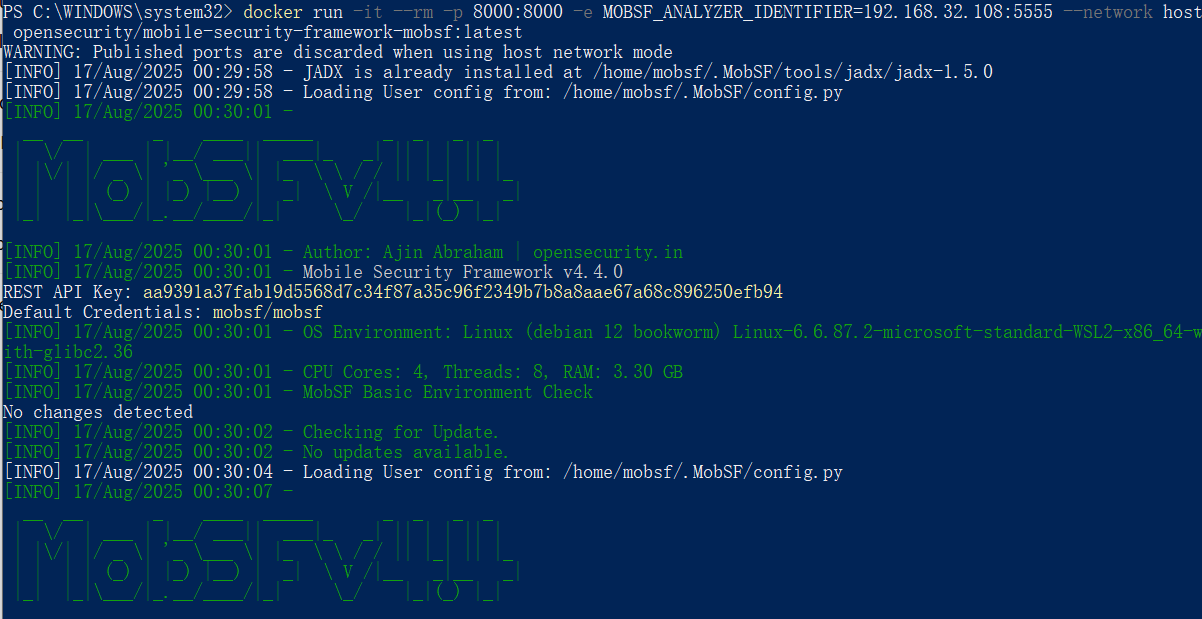 PS C:\WINDOWS\system32> docker run -it --rm -p 8000:8000 -e MOBSF_ANALYZER_IDENTIFIER=192.168.32.108:5555 --network host
opensecurity/mobile-security-framework-mobsf:latest
WARNING: Published ports are discarded when using host network mode
[INFO] 17/Aug/2025 00:29:58 - JADX is already installed at /home/mobsf/.MobSF/tools/jadx/jadx-1.5.0
[INFO] 17/Aug/2025 00:29:58 - Loading User config from: /home/mobsf/.MobSF/config.py
[INFO] 17/Aug/2025 00:30:01 -
MobSF v4.4
[INFO] 17/Aug/2025 00:30:01 - Author: Ajin Abraham | opensecurity.in
[INFO] 17/Aug/2025 00:30:01 - Mobile Security Framework v4.4.0
REST API Key: aa9391a37fab19d5568d7c34f87a35c96f2349b7b8a8aae67a68c896250efb94
Default Credentials: mobsf/mobsf
[INFO] 17/Aug/2025 00:30:01 - OS Environment: Linux (debian 12 bookworm) Linux-6.6.87.2-microsoft-standard-WSL2-x86_64-w
ith-glibc2.36
[INFO] 17/Aug/2025 00:30:01 - CPU Cores: 4, Threads: 8, RAM: 3.30 GB
[INFO] 17/Aug/2025 00:30:01 - MobSF Basic Environment Check
No changes detected
[INFO] 17/Aug/2025 00:30:02 - Checking for Update.
[INFO] 17/Aug/2025 00:30:02 - No updates available.
[INFO] 17/Aug/2025 00:30:04 - Loading User config from: /home/mobsf/.MobSF/config.py
[INFO] 17/Aug/2025 00:30:07 -
MobSF v4.4